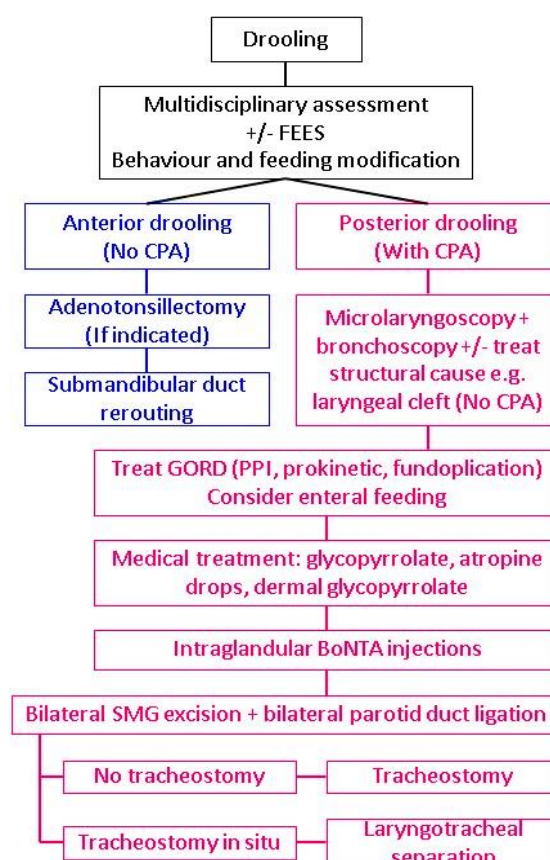 Drooling
Multidisciplinary assessment
+/- FEES
Behaviour and feeding modification
Anterior drooling
(No CPA)
Posterior drooling
(With CPA)
Adenotonsillectomy
(If indicated)
Submandibular duct
rerouting
Microlaryngoscopy +
bronchoscopy +/- treat
structural cause e.g.
laryngeal cleft (No CPA)
Treat GORD (PPI, prokinetic, fundoplication)
Consider enteral feeding
Medical treatment: glycopyrrolate, atropine
drops, dermal glycopyrrolate
Intraglandular BoNTA injections
Bilateral SMG excision + bilateral parotid duct ligation
No tracheostomy
Tracheostomy
Tracheostomy in situ
Laryngotracheal
separation